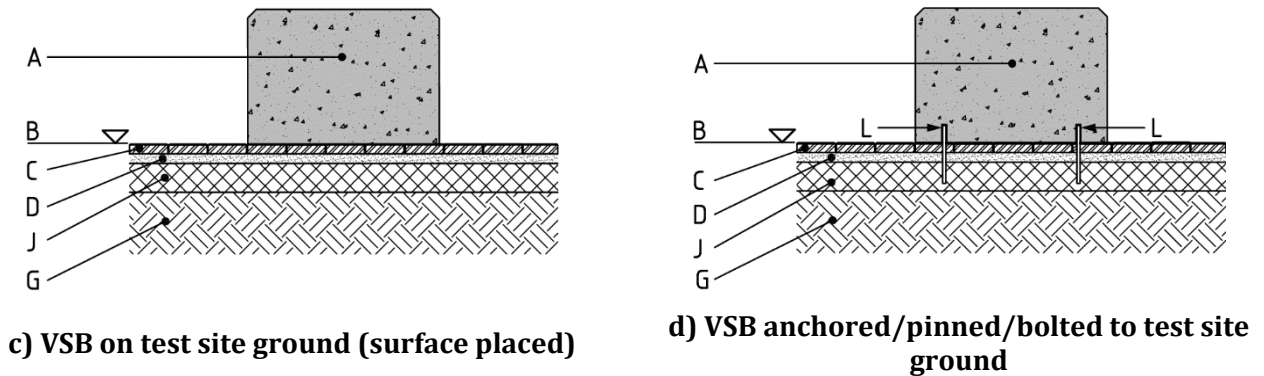 A
B
C
D
J
G
c) VSB on test site ground (surface placed)
A
B
L
L
C
D
J
G
d) VSB anchored/pinned/bolted to test site
ground